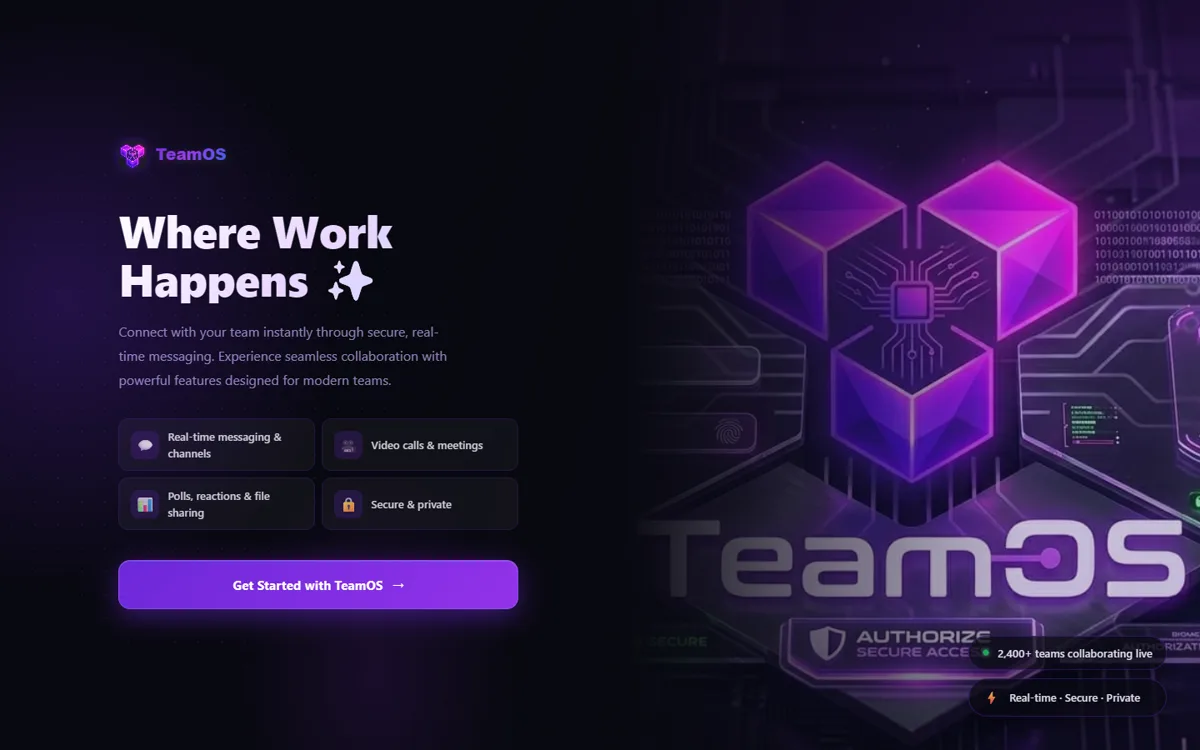 TeamOS
Where Work
Happens ✨
Connect with your team instantly through secure, real-
time messaging. Experience seamless collaboration with
powerful features designed for modern teams.
Real-time messaging &
channels
Video calls & meetings
Polls, reactions & file
sharing
Secure & private
Get Started with TeamOS →
TeamOS
SECURE
AUTHORIZE
SECURE ACCE
2,400+ teams collaborating live
Real-time · Secure · Private